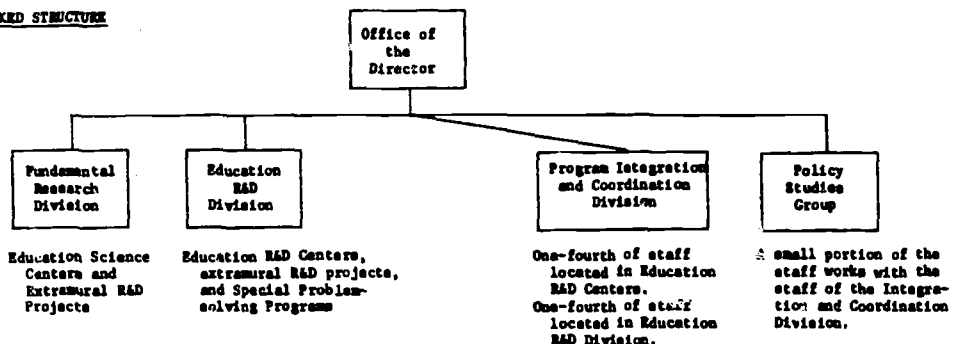 KED STRUCTURE
Office of
the
Director
Fundamental
Research
Division
Education
R&D
Division
Program Integration
and Coordination
Division
Policy
Studies
Group
Education Science
Centers and
Extramural R&D
Projects
Education R&D Centers,
extramural R&D projects,
and Special Problem-
solving Programs
One-fourth of staff
located in Education
R&D Centers.
One-fourth of staff
located in Education
R&D Division.
A small portion of the
staff works with the
staff of the Integra-
tion and Coordination
Division.